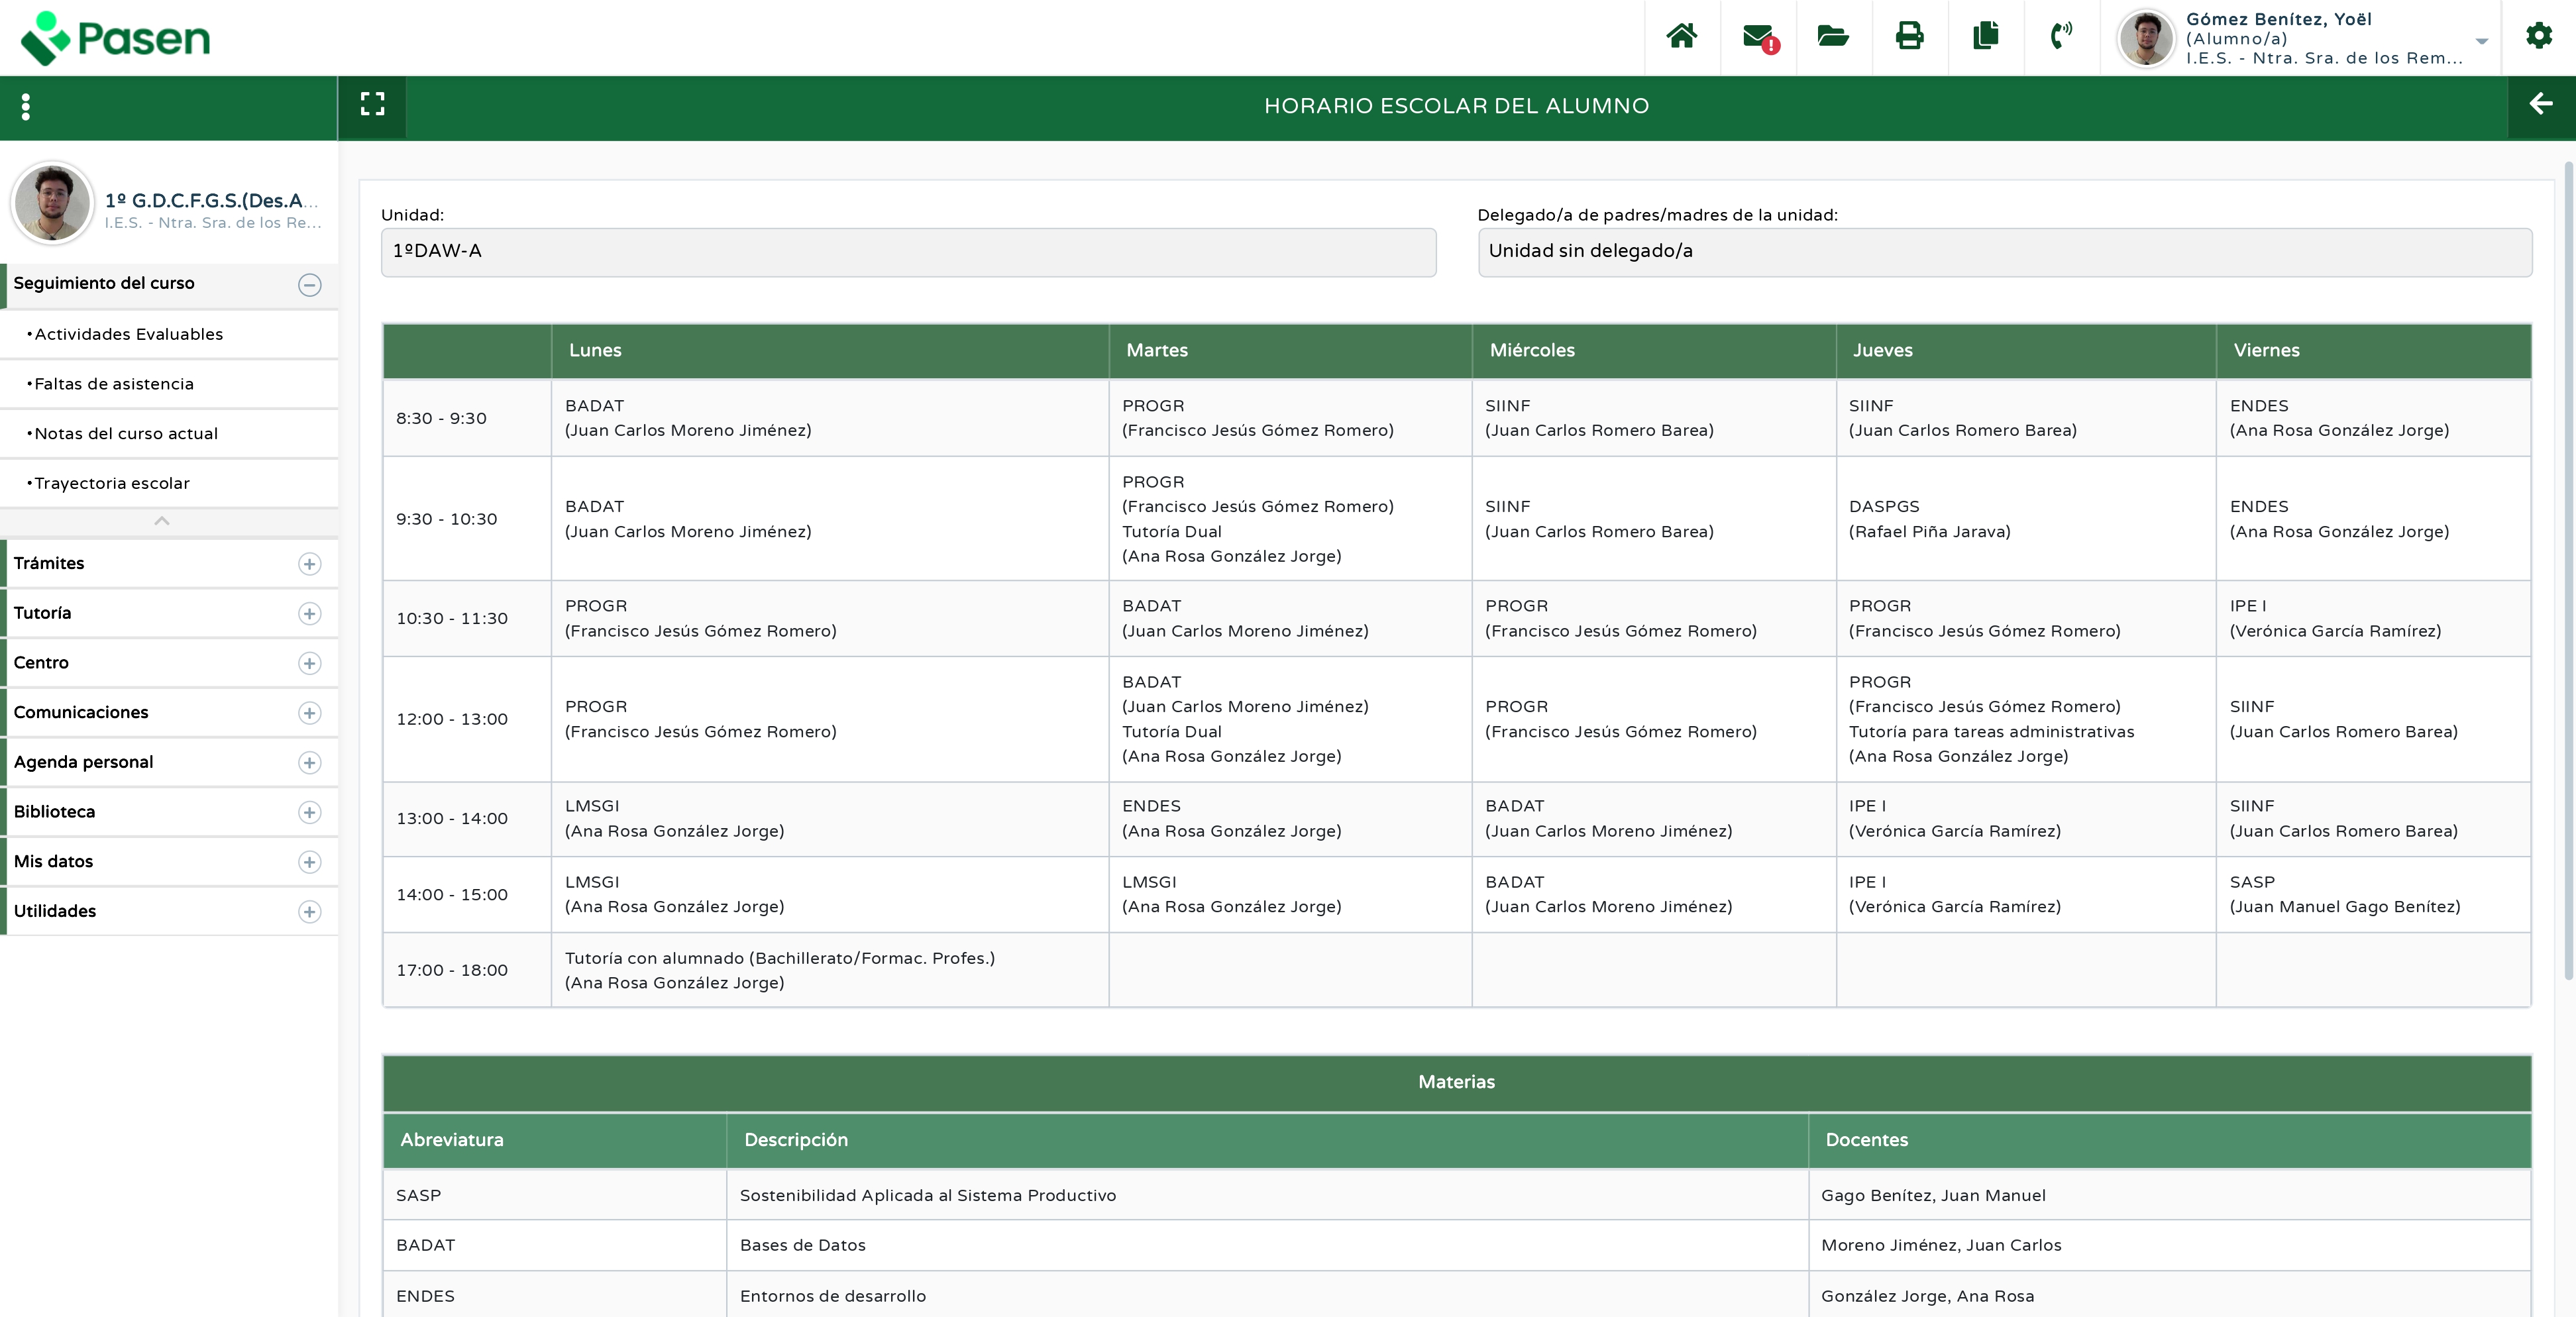 Pasen
Gómez Benítez, Yoël
(Alumno/a)
I.E.S. - Ntra. Sra. de los Rem...
HORARIO ESCOLAR DEL ALUMNO
1º G.D.C.F.G.S.(Des.A...
I.E.S. - Ntra. Sra. de los Re...
Seguimiento del curso
•Actividades Evaluables
•Faltas de asistencia
•Notas del curso actual
•Trayectoria escolar
Trámites
Tutoría
Centro
Comunicaciones
Agenda personal
Biblioteca
Mis datos
Utilidades
Unidad:
1ºDAW-A
Delegado/a de padres/madres de la unidad:
Unidad sin delegado/a
Lunes
Martes
Miércoles
Jueves
Viernes
8:30 - 9:30
BADAT
(Juan Carlos Moreno Jiménez)
PROGR
(Francisco Jesús Gómez Romero)
SIINF
(Juan Carlos Romero Barea)
SIINF
(Juan Carlos Romero Barea)
ENDES
(Ana Rosa González Jorge)
9:30 - 10:30
BADAT
(Juan Carlos Moreno Jiménez)
PROGR
(Francisco Jesús Gómez Romero)
Tutoría Dual
(Ana Rosa González Jorge)
SIINF
(Juan Carlos Romero Barea)
DASPGS
(Rafael Piña Jarava)
ENDES
(Ana Rosa González Jorge)
10:30 - 11:30
PROGR
(Francisco Jesús Gómez Romero)
BADAT
(Juan Carlos Moreno Jiménez)
PROGR
(Francisco Jesús Gómez Romero)
PROGR
(Francisco Jesús Gómez Romero)
IPE I
(Verónica García Ramírez)
12:00 - 13:00
PROGR
(Francisco Jesús Gómez Romero)
BADAT
(Juan Carlos Moreno Jiménez)
Tutoría Dual
(Ana Rosa González Jorge)
PROGR
(Francisco Jesús Gómez Romero)
PROGR
(Francisco Jesús Gómez Romero)
Tutoría para tareas administrativas
(Ana Rosa González Jorge)
SIINF
(Juan Carlos Romero Barea)
13:00 - 14:00
LMSGI
(Ana Rosa González Jorge)
ENDES
(Ana Rosa González Jorge)
BADAT
(Juan Carlos Moreno Jiménez)
IPE I
(Verónica García Ramírez)
SIINF
(Juan Carlos Romero Barea)
14:00 - 15:00
LMSGI
(Ana Rosa González Jorge)
LMSGI
(Ana Rosa González Jorge)
BADAT
(Juan Carlos Moreno Jiménez)
IPE I
(Verónica García Ramírez)
SASP
(Juan Manuel Gago Benítez)
17:00 - 18:00
Tutoría con alumnado (Bachillerato/Formac. Profes.)
(Ana Rosa González Jorge)
Materias
Abreviatura
Descripción
Docentes
SASP
Sostenibilidad Aplicada al Sistema Productivo
Gago Benítez, Juan Manuel
BADAT
Bases de Datos
Moreno Jiménez, Juan Carlos
ENDES
Entornos de desarrollo
González Jorge, Ana Rosa